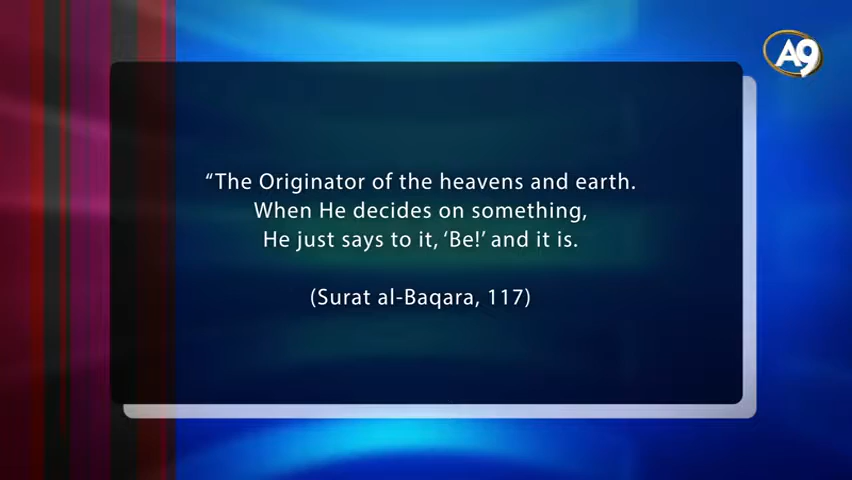 A9
“The Originator of the heavens and earth.
When He decides on something,
He just says to it, ‘Be!’ and it is.
(Surat al-Baqara, 117)